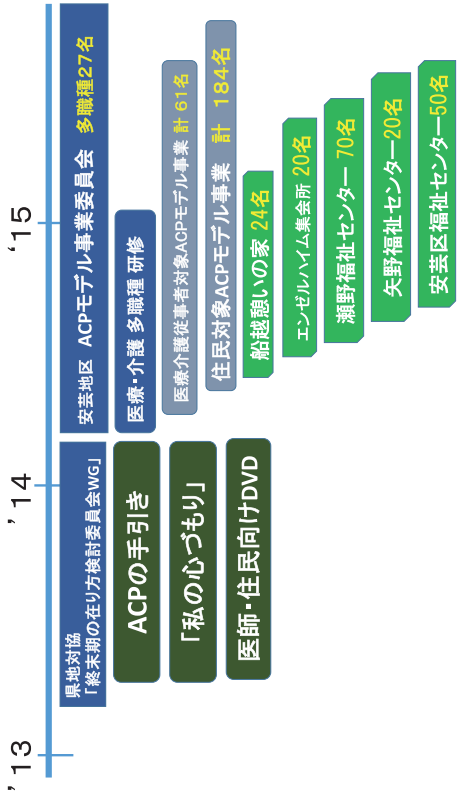 ’13
’14
‘15
県地対協
「終末期の在り方検討委員会WG」
ACPの手引き
「私の心づもり」
医師・住民向けDVD
安芸地区 ACPモデル事業委員会 多職種27名
医療・介護 多職種 研修
医療介護従事者対象ACPモデル事業 計 61名
住民対象ACPモデル事業 計 184名
船越憩いの家 24名
エンゼルハイム集会所 20名
瀬野福祉センター 70名
矢野福祉センター20名
安芸区福祉センター50名